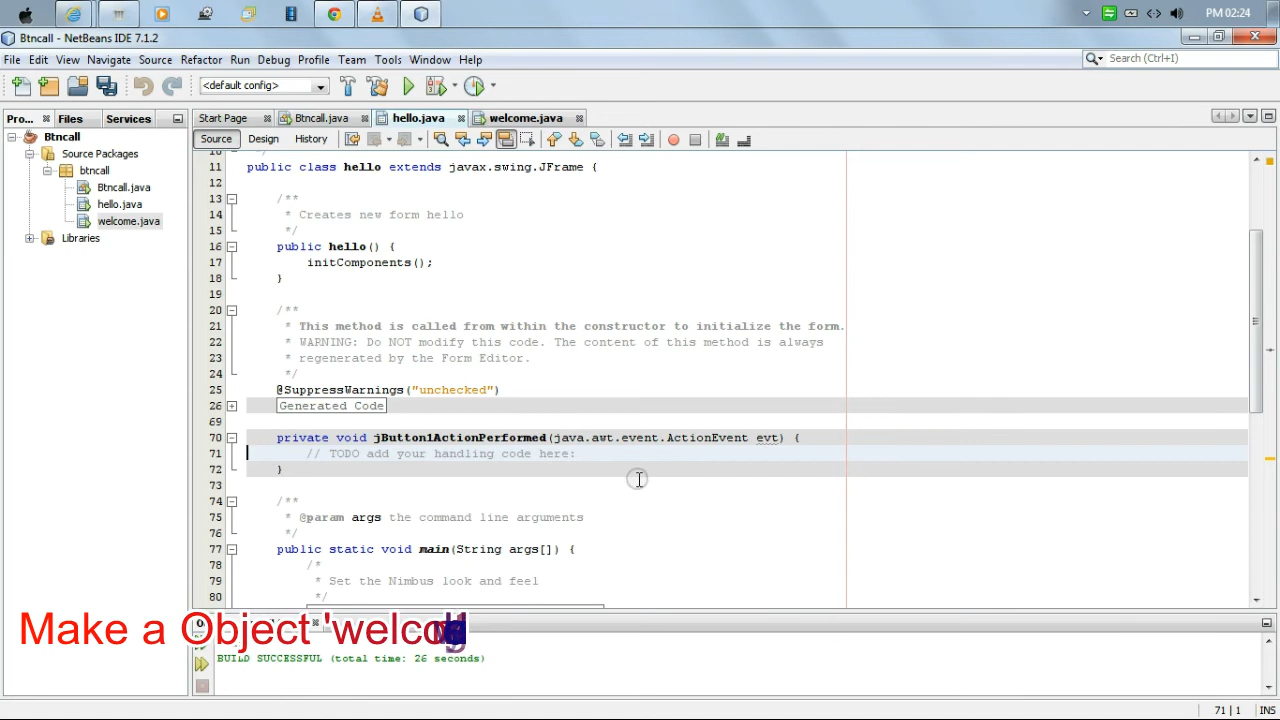 PM 02:24
Btncall - NetBeans IDE 7.1.2
File Edit View Navigate Source Refactor Run Debug Profile Team Tools Window Help
Search (Ctrl+I)
<default config>
Pro... Files Services
Start Page Btncall.java hello.java welcome.java
Source Design History
Btncall
Source Packages
btncall
Btncall.java
hello.java
welcome.java
Libraries
11 public class hello extends javax.swing.JFrame {
12
13 /**
14 * Creates new form hello
15 */
16 public hello() {
17 initComponents();
18 }
19
20 /**
21 * This method is called from within the constructor to initialize the form.
22 * WARNING: Do NOT modify this code. The content of this method is always
23 * regenerated by the Form Editor.
24 */
25 @SuppressWarnings("unchecked")
26 Generated Code
69
70 private void jButton1ActionPerformed(java.awt.event.ActionEvent evt) {
71 // TODO add your handling code here:
72 }
73
74 /**
75 * @param args the command line arguments
76 */
77 public static void main(String args[]) {
78 /*
79 * Set the Nimbus look and feel
80 */
Make a Object 'welco
BUILD SUCCESSFUL (total time: 26 seconds)
71 | 1 INS